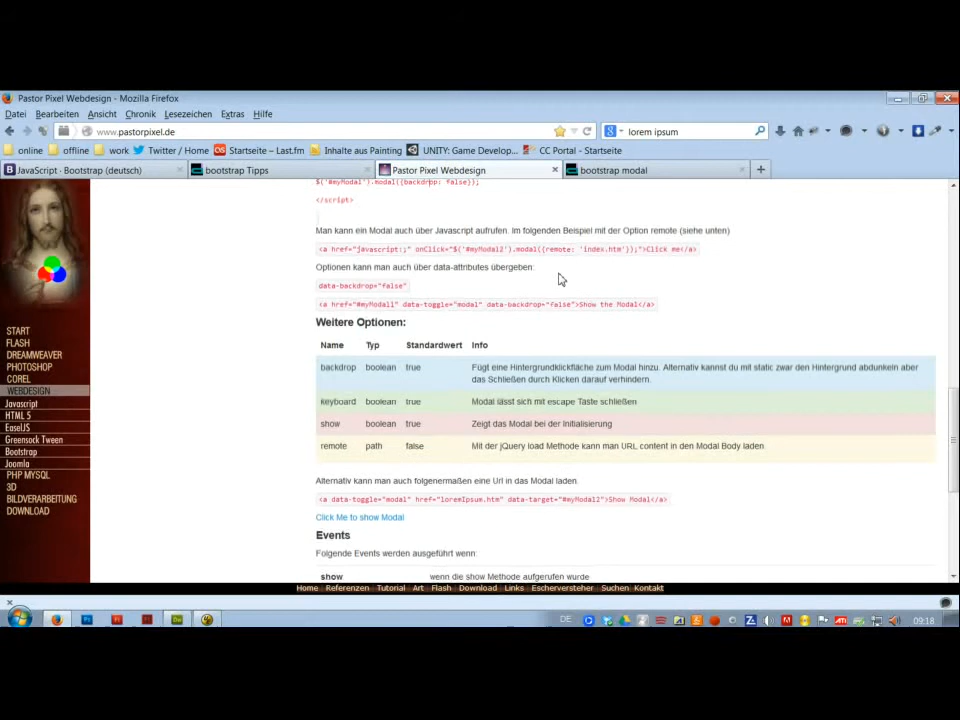 Pastor Pixel Webdesign - Mozilla Firefox
Datei Bearbeiten Ansicht Chronik Lesezeichen Extras Hilfe
www.pastorpixel.de lorem ipsum
online offline work Twitter / Home Startseite – Last.fm Inhalte aus Painting UNITY: Game Develop... CC Portal - Startseite
JavaScript · Bootstrap (deutsch) bootstrap Tipps Pastor Pixel Webdesign bootstrap modal
$('#myModal').modal({backdrop: false});
</script>
Man kann ein Modal auch über Javascript aufrufen. Im folgenden Beispiel mit der Option remote (siehe unten)
<a href="javascript:;" onClick="$('#myModal2').modal({remote: 'index.htm'});">Click me</a>
Optionen kann man auch über data-attributes übergeben:
data-backdrop="false"
<a href="#myModal1" data-toggle="modal" data-backdrop="false">Show the Modal</a>
Weitere Optionen:
Name Typ Standardwert Info
backdrop boolean true Fügt eine Hintergrundklickfläche zum Modal hinzu. Alternativ kannst du mit static zwar den Hintergrund abdunkeln aber
das Schließen durch Klicken darauf verhindern.
keyboard boolean true Modal lässt sich mit escape Taste schließen
show boolean true Zeigt das Modal bei der Initialisierung
remote path false Mit der jQuery load Methode kann man URL content in den Modal Body laden
Alternativ kann man auch folgenermaßen eine Url in das Modal laden.
<a data-toggle="modal" href="loremIpsum.htm" data-target="#myModal2">Show Modal</a>
Click Me to show Modal
Events
Folgende Events werden ausgeführt wenn:
show wenn die show Methode aufgerufen wurde
START
FLASH
DREAMWEAVER
PHOTOSHOP
COREL
WEBDESIGN
Javascript
HTML 5
EaselJS
Greensock Tween
Bootstrap
Joomla
PHP MYSQL
3D
BILDVERARBEITUNG
DOWNLOAD
Home Referenzen Tutorial Art Flash Download Links Escherversteher Suchen Kontakt
DE 09:18